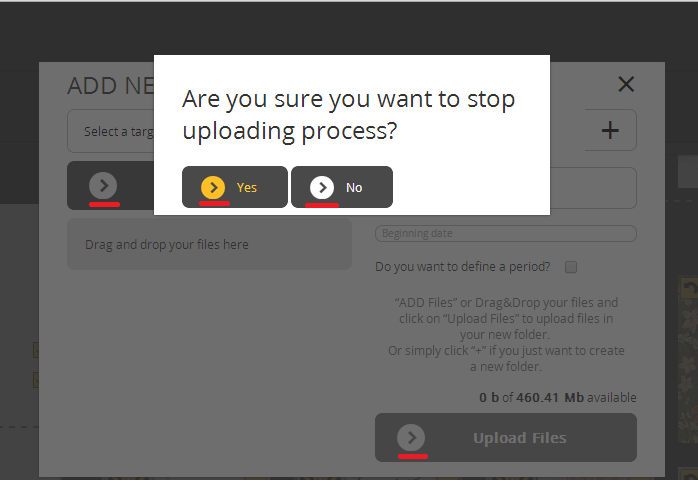 ADD NE
Are you sure you want to stop
uploading process?
Select a targ
Yes
No
Drag and drop your files here
Beginning date
Do you want to define a period?
“ADD Files” or Drag&Drop your files and
click on “Upload Files” to upload files in
your new folder.
Or simply click “+” if you just want to create
a new folder.
0 b of 460.41 Mb available
Upload Files